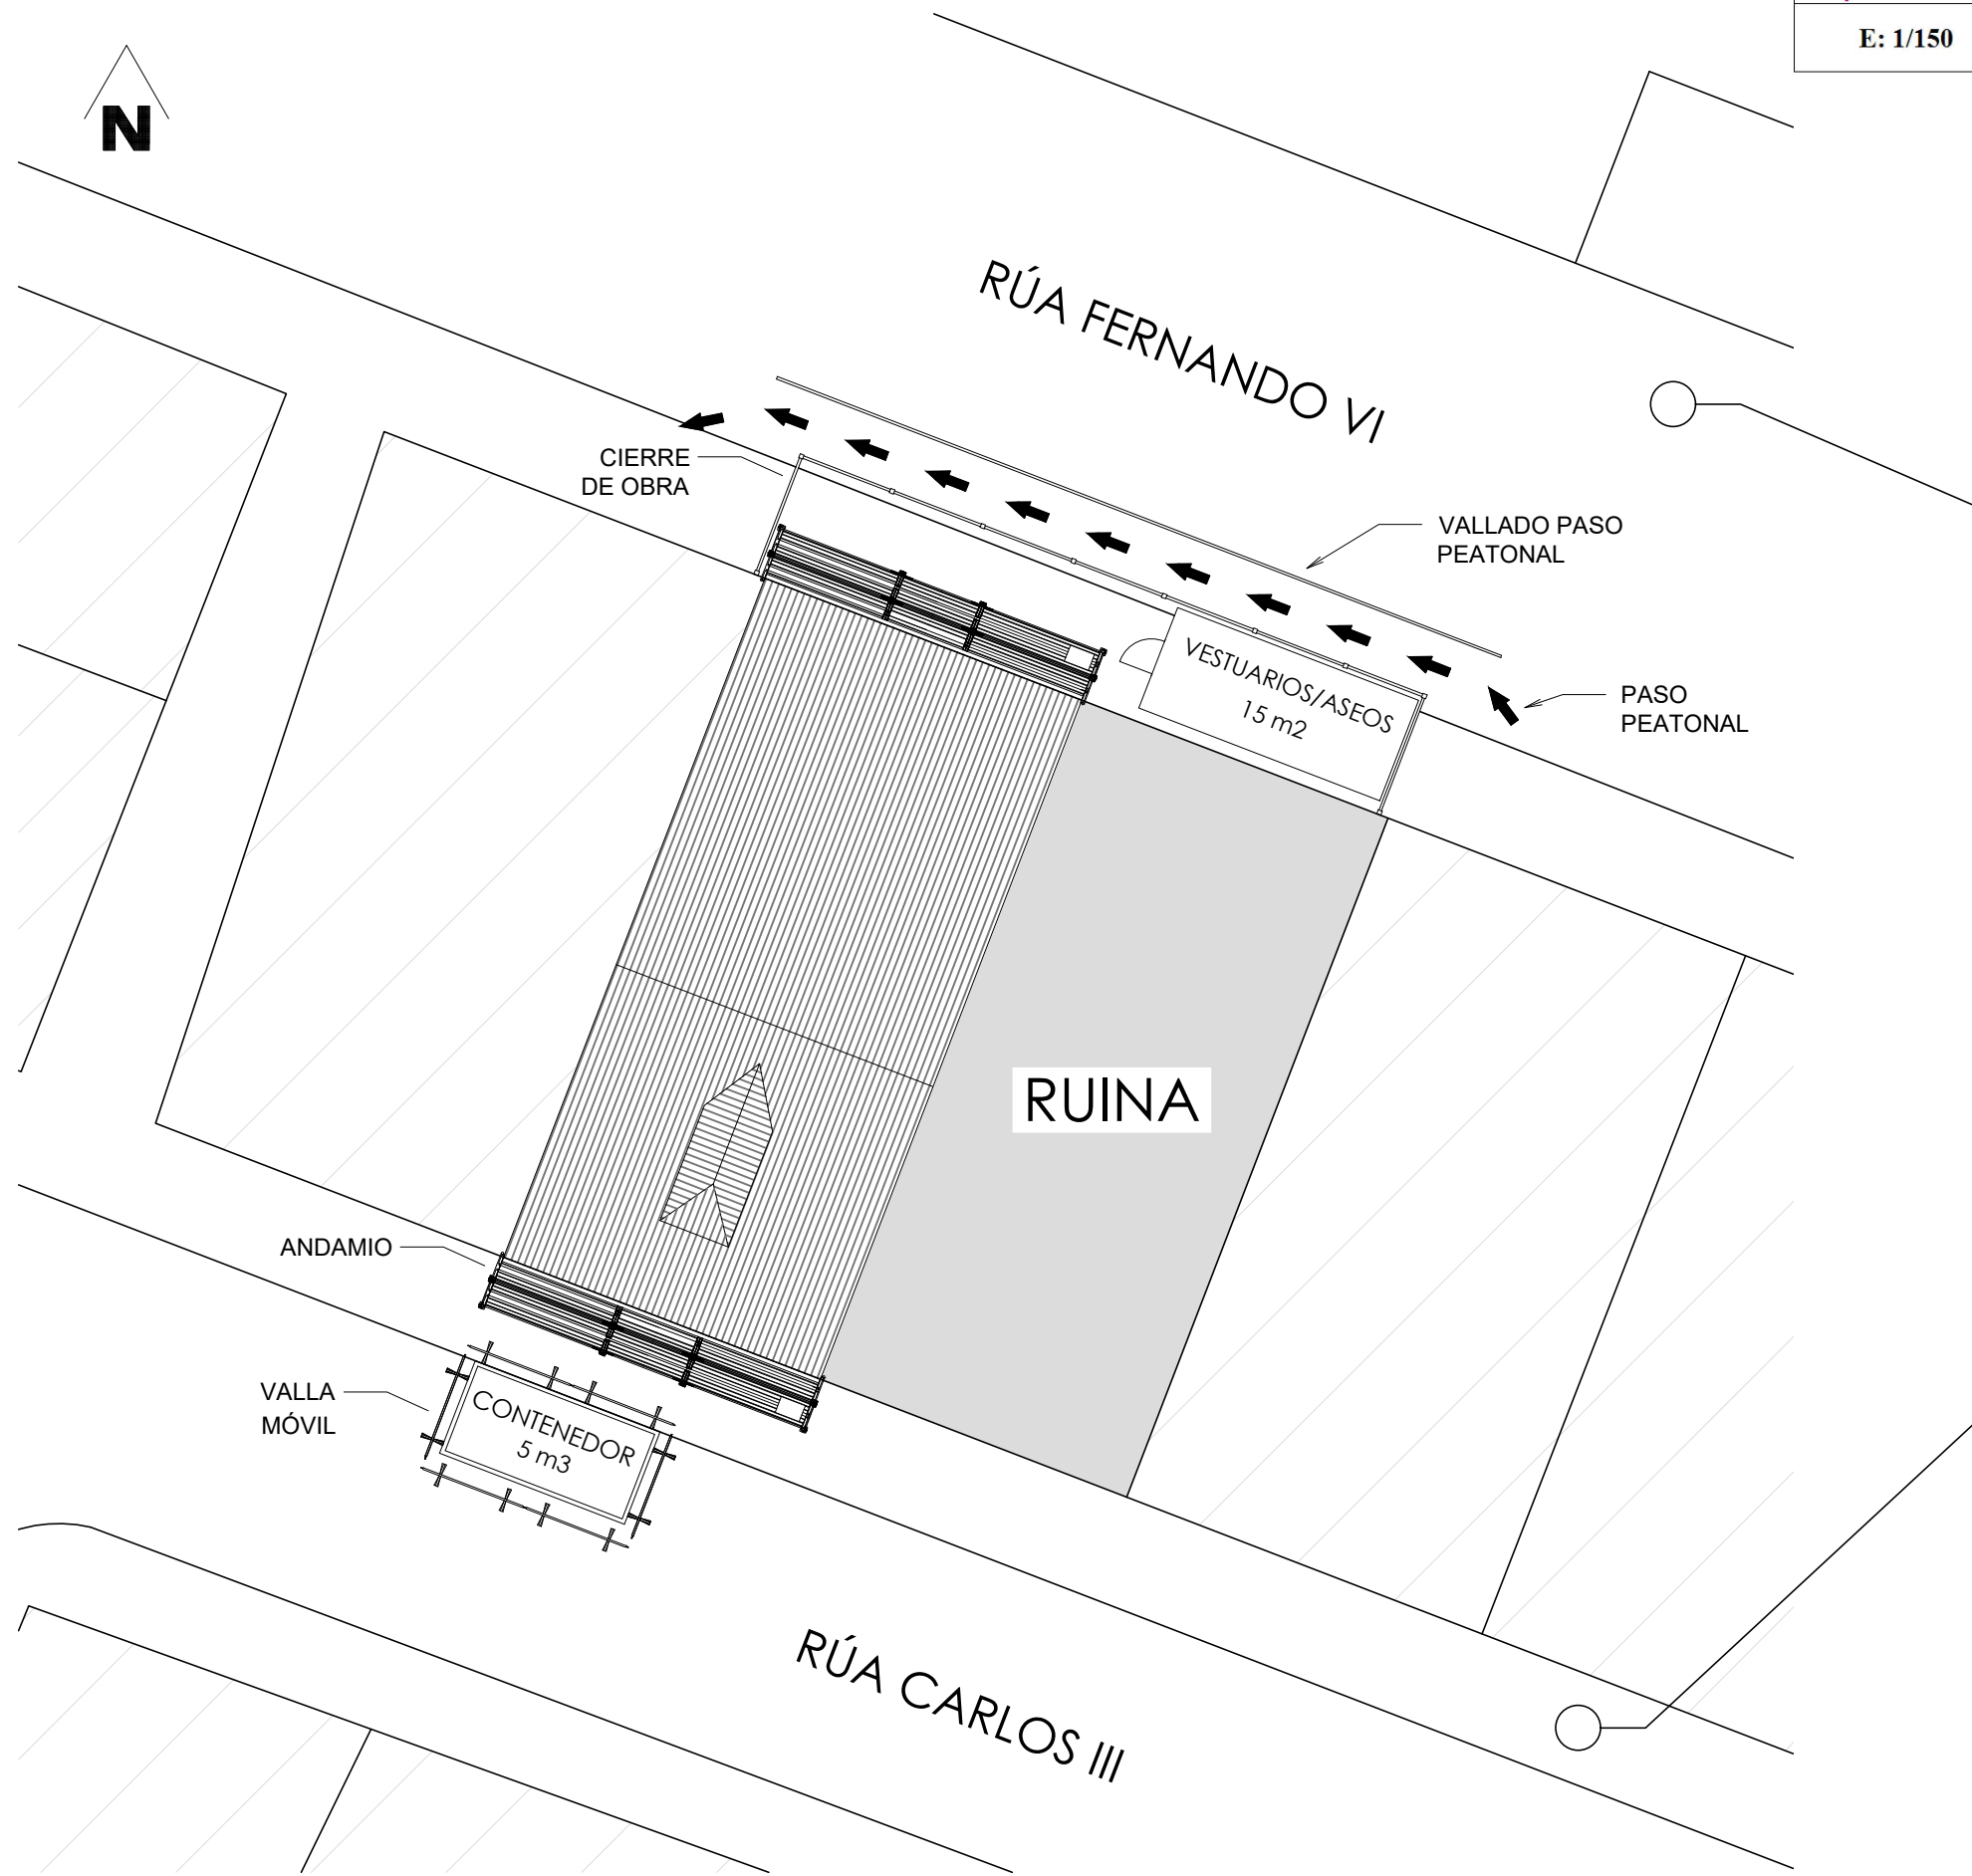 E: 1/150
N
RÚA FERNANDO VI
CIERRE
DE OBRA
VALLADO PASO
PEATONAL
VESTUARIOS/ASEOS
15 m2
PASO
PEATONAL
RUINA
ANDAMIO
VALLA
MÓVIL
CONTENEDOR
5 m3
RÚA CARLOS III